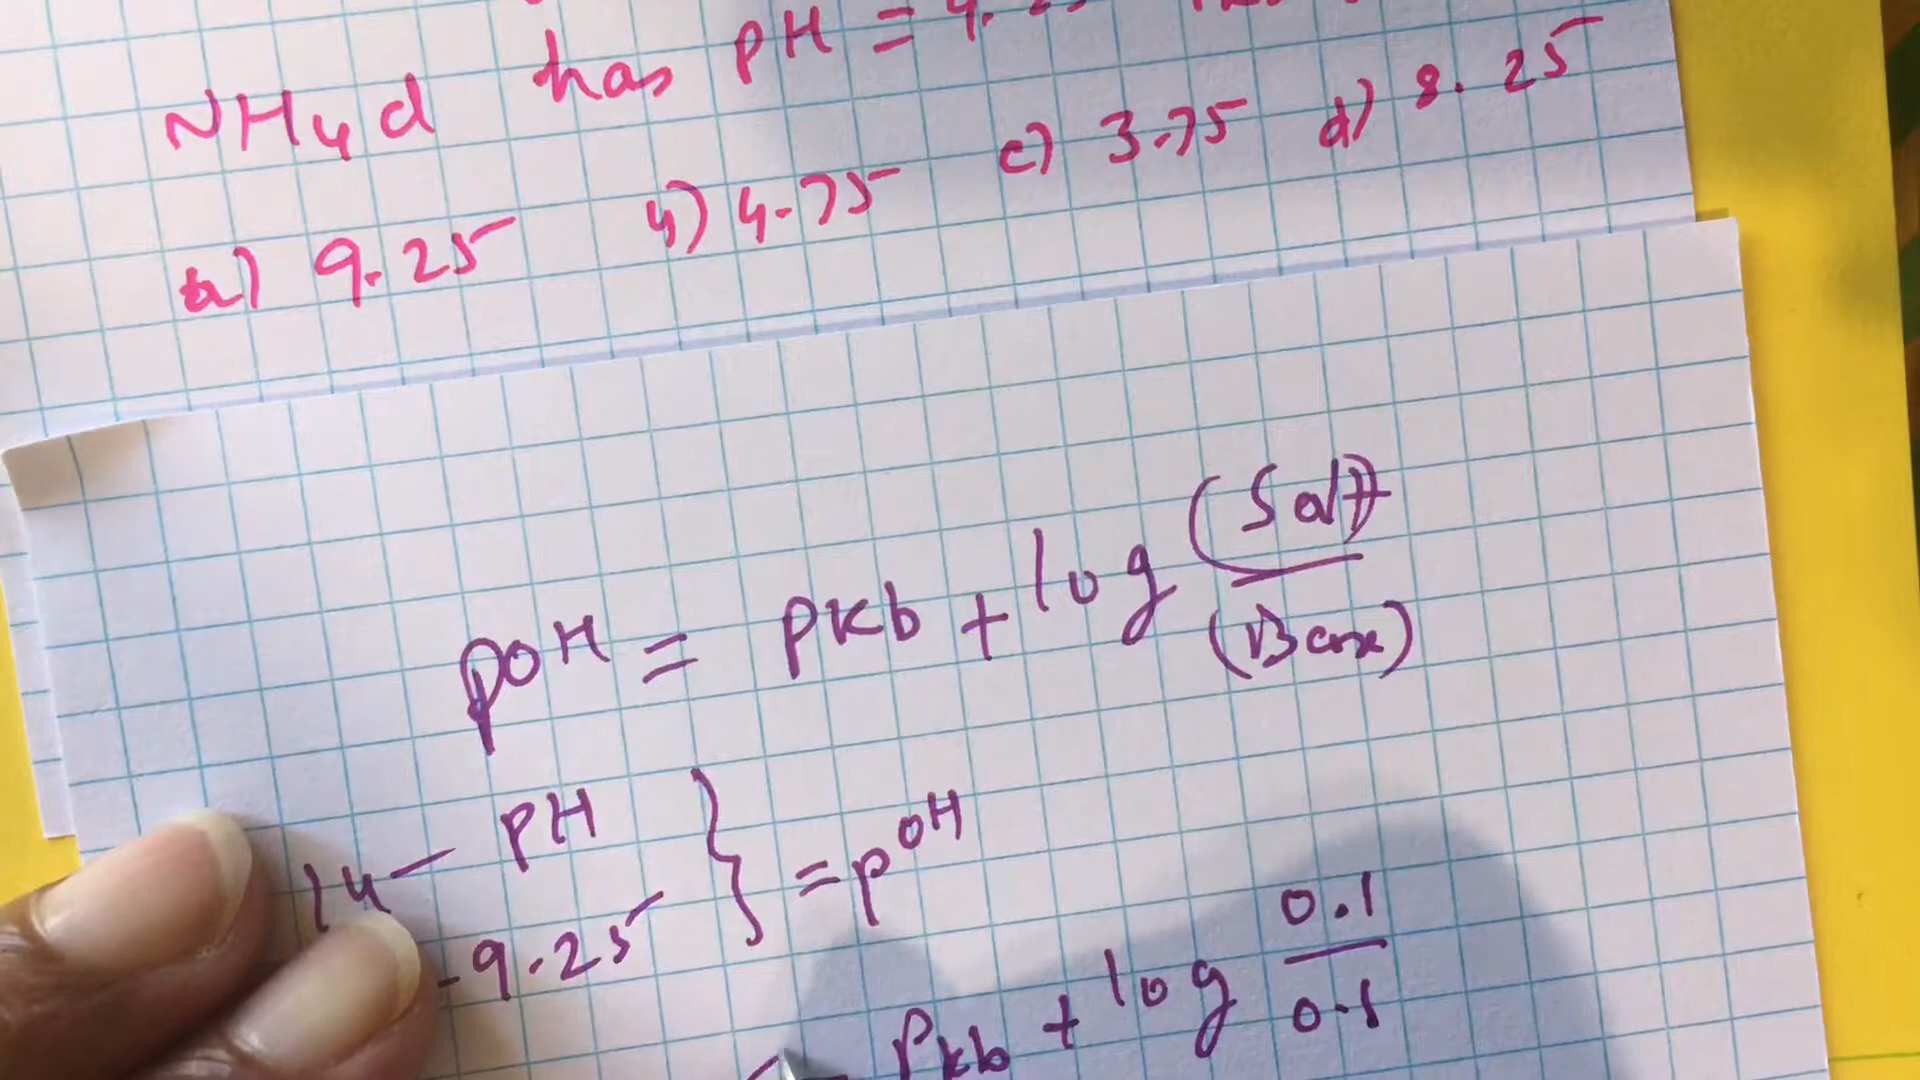 NH4Cl has PH =
a) 9.25 b) 4.75 c) 3.75 d) 8.25
POH = PKb + log (Salt)
(Base)
14 - PH } = POH
-9.25
Pkb + log 0.1
0.1